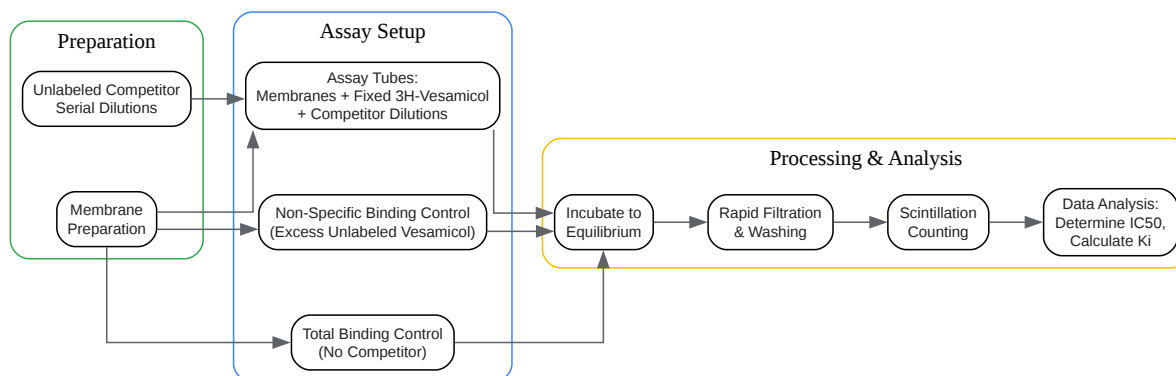 Preparation
Unlabeled Competitor
Serial Dilutions
Membrane
Preparation
Assay Setup
Assay Tubes:
Membranes + Fixed 3H-Vesamicol
+ Competitor Dilutions
Non-Specific Binding Control
(Excess Unlabeled Vesamicol)
Total Binding Control
(No Competitor)
Processing & Analysis
Incubate to
Equilibrium
Rapid Filtration
& Washing
Scintillation
Counting
Data Analysis:
Determine IC50,
Calculate Ki